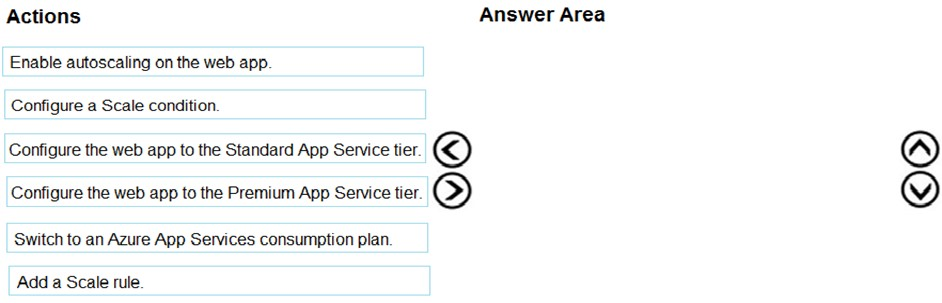 Actions
Answer Area
Enable autoscaling on the web app.
Configure a Scale condition.
Configure the web app to the Standard App Service tier.
Configure the web app to the Premium App Service tier.
Switch to an Azure App Services consumption plan.
Add a Scale rule.